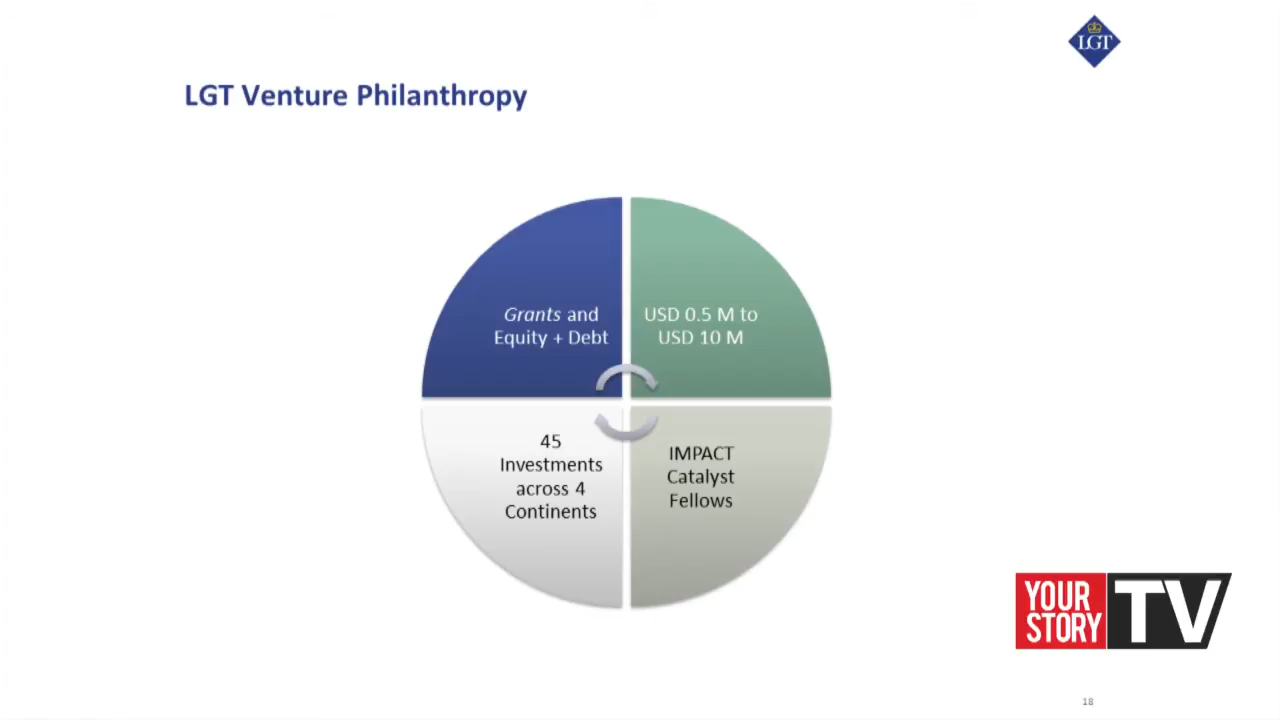 LGT
LGT Venture Philanthropy
Grants and
Equity + Debt
USD 0.5 M to
USD 10 M
45
Investments
across 4
Continents
IMPACT
Catalyst
Fellows
YOUR
STORY
TV
18